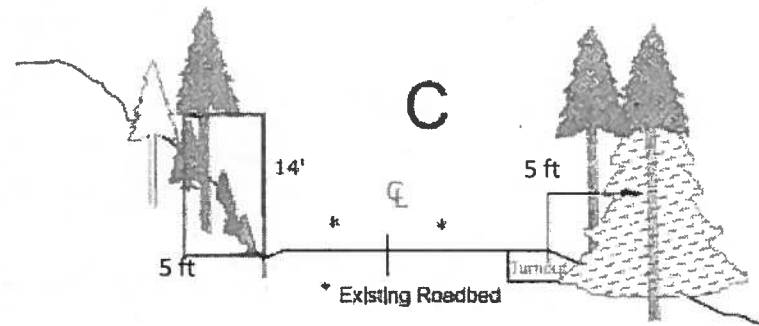 C
14'
5 ft
℄
* *
5 ft
Turnout
* Existing Roadbed